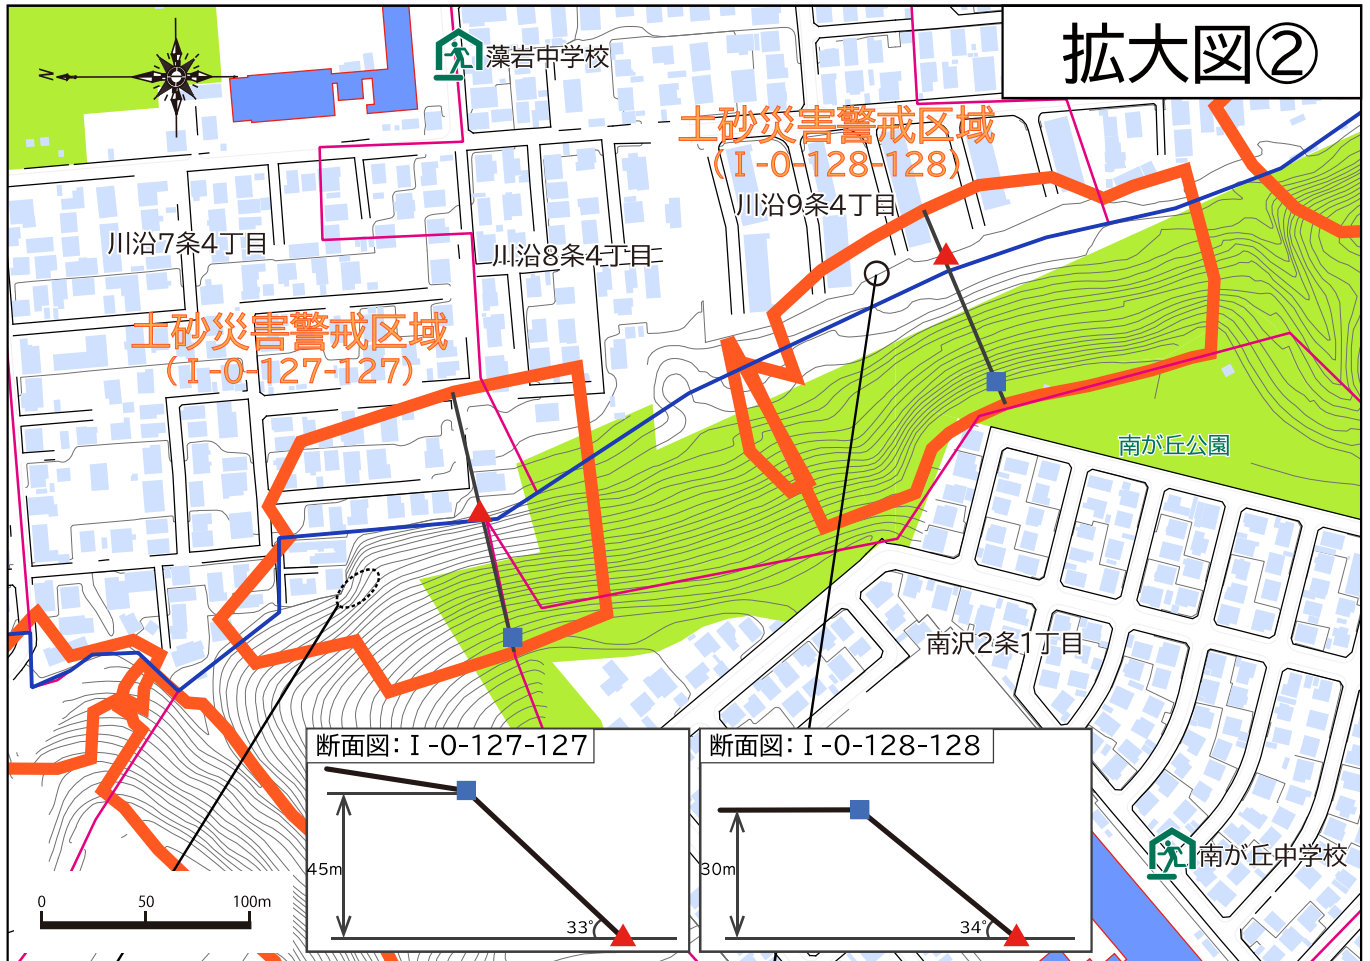 拡大図②
N
藻岩中学校
土砂災害警戒区域
(Ⅰ-0-128-128)
川沿9条4丁目
川沿7条4丁目
川沿8条4丁目
土砂災害警戒区域
(Ⅰ-0-127-127)
南が丘公園
南沢2条1丁目
断面図:Ⅰ-0-127-127
45m
33°
断面図:Ⅰ-0-128-128
30m
34°
南が丘中学校
0 50 100m